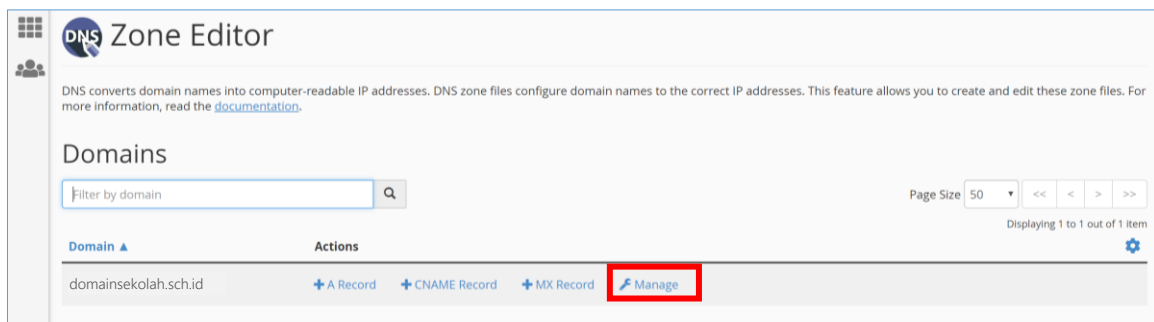 DNS Zone Editor
DNS converts domain names into computer-readable IP addresses. DNS zone files configure domain names to the correct IP addresses. This feature allows you to create and edit these zone files. For
more information, read the documentation.
Domains
Filter by domain
Page Size 50 << < > >>
Displaying 1 to 1 out of 1 item
Domain ▲ Actions
domainsekolah.sch.id + A Record + CNAME Record + MX Record Manage